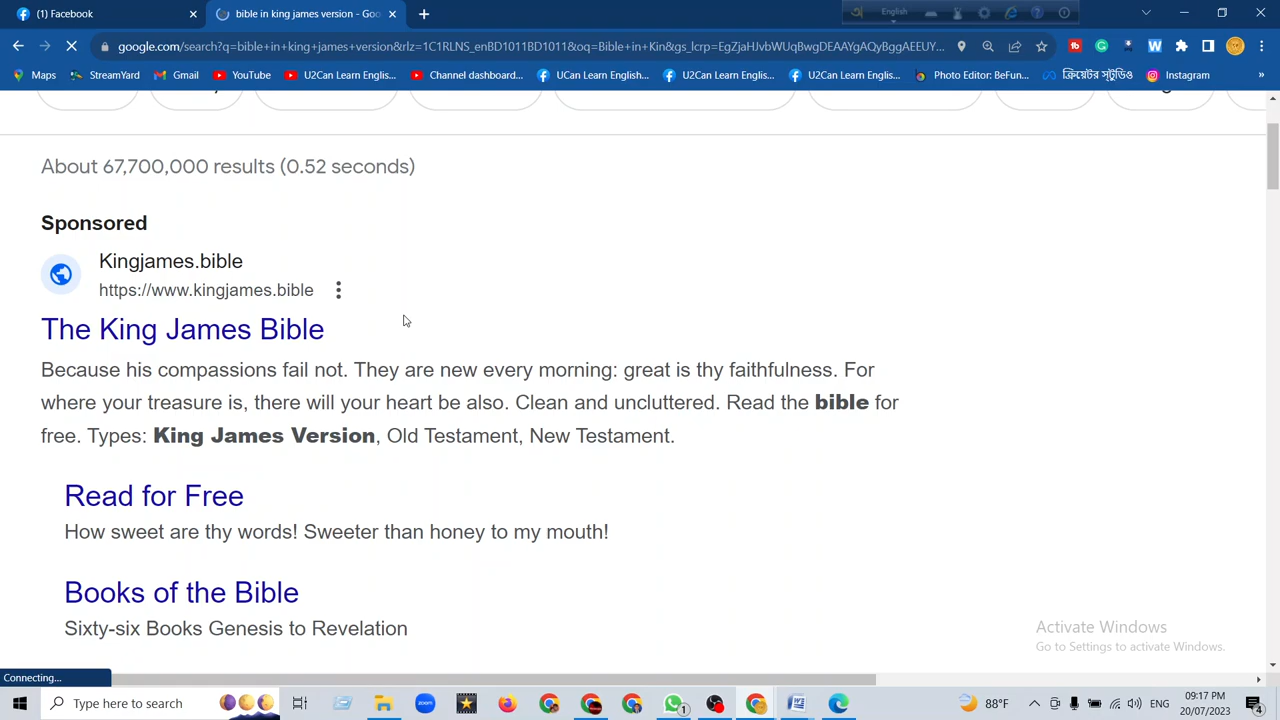 (1) Facebook
bible in king james version - Goo
English
google.com/search?q=bible+in+king+james+version&rlz=1C1RLNS_enBD1011BD1011&oq=Bible+in+Kin&gs_lcrp=EgZjaHJvbWUqBwgDEAAYgAQyBggAEEUY...
Maps
StreamYard
Gmail
YouTube
U2Can Learn Englis...
Channel dashboard...
UCan Learn English...
U2Can Learn Englis...
U2Can Learn Englis...
Photo Editor: BeFun...
ক্রিয়েটর স্টুডিও
Instagram
»
About 67,700,000 results (0.52 seconds)
Sponsored
Kingjames.bible
https://www.kingjames.bible
The King James Bible
Because his compassions fail not. They are new every morning: great is thy faithfulness. For
where your treasure is, there will your heart be also. Clean and uncluttered. Read the bible for
free. Types: King James Version, Old Testament, New Testament.
Read for Free
How sweet are thy words! Sweeter than honey to my mouth!
Books of the Bible
Sixty-six Books Genesis to Revelation
Activate Windows
Go to Settings to activate Windows.
Connecting...
Type here to search
zoom
1
88°F
ENG
09:17 PM
20/07/2023
4